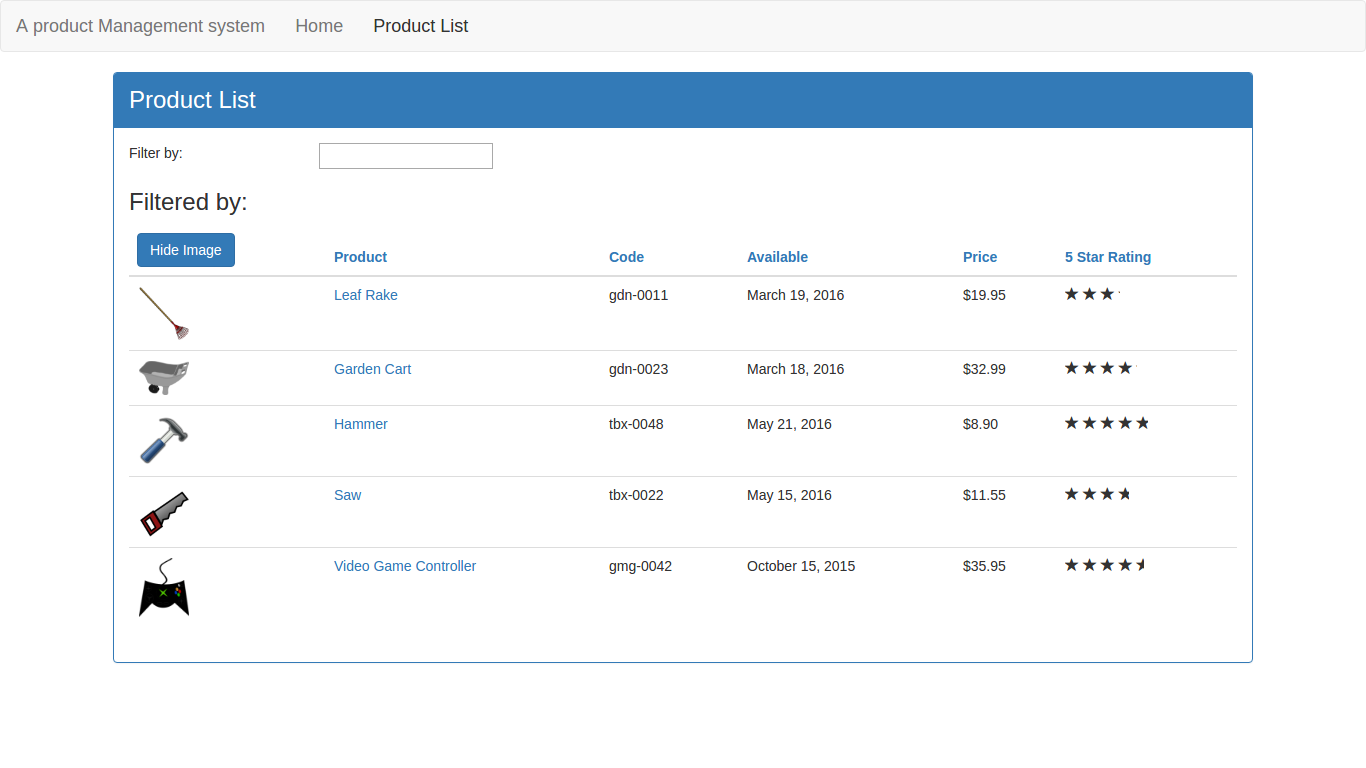 A product Management system Home Product List
Product List
Filter by:
Filtered by:
Hide Image Product Code Available Price 5 Star Rating
Leaf Rake gdn-0011 March 19, 2016 $19.95
Garden Cart gdn-0023 March 18, 2016 $32.99
Hammer tbx-0048 May 21, 2016 $8.90
Saw tbx-0022 May 15, 2016 $11.55
Video Game Controller gmg-0042 October 15, 2015 $35.95